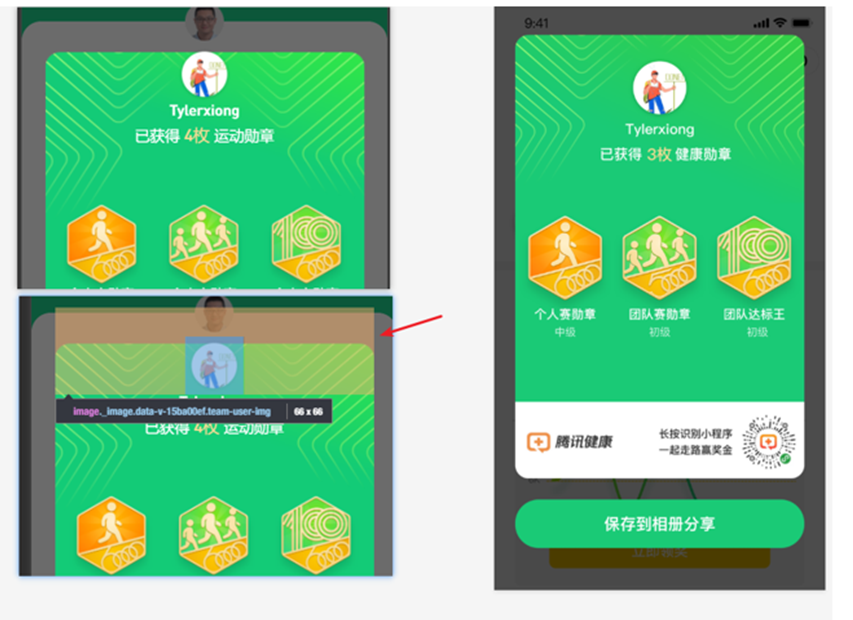 Tylerxiong
已获得 4枚 运动勋章
image._image.data-v-15ba00ef.team-user-img 66 x 66
已获得 4枚 运动勋章
9:41
Tylerxiong
已获得 3枚 健康勋章
个人赛勋章 团队赛勋章 团队达标王
中级 初级 初级
腾讯健康
长按识别小程序
一起走路赢奖金
保存到相册分享
立即领奖